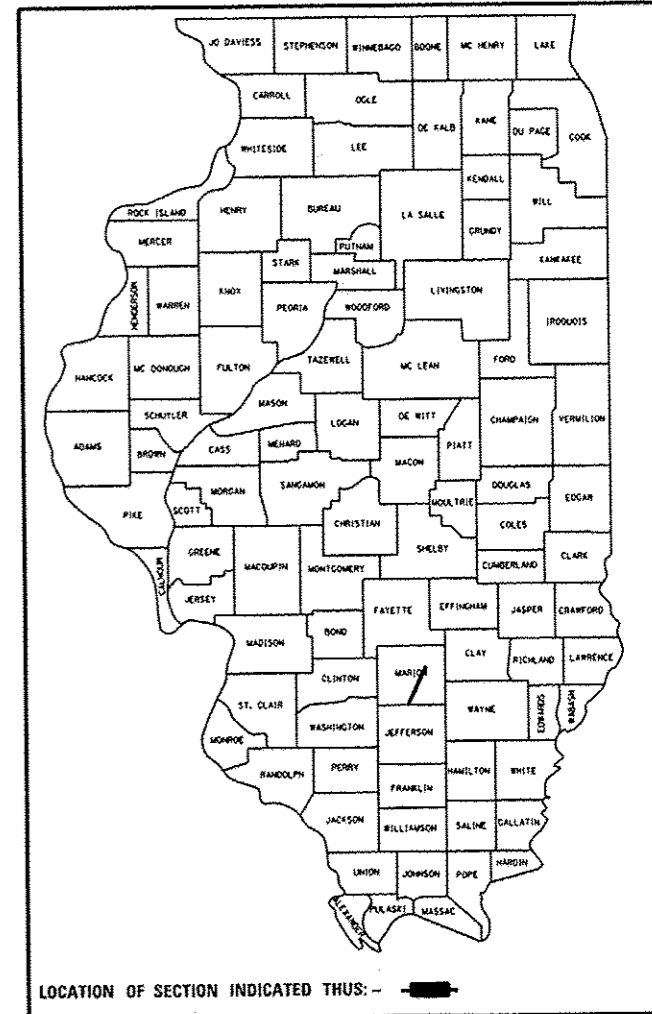 JO DAVIESS STEPHENSON WINNEBAGO BOONE MC HENRY LAKE
CARROLL OGLE DE KALB KANE DU PAGE COOK
WHITESIDE LEE
KENDALL
ROCK ISLAND HENRY BUREAU LA SALLE GRUNDY WILL
MERCER PUTNAM KANKAKEE
STARK MARSHALL
HENDERSON WARREN KNOX PEORIA WOODFORD LIVINGSTON IROQUOIS
HANCOCK MC DONOUGH FULTON TAZEWELL MC LEAN FORD
MASON
SCHUYLER LOGAN DE WITT CHAMPAIGN VERMILION
ADAMS BROWN CASS MENARD MACON PIATT
PIKE SCOTT MORGAN SANGAMON CHRISTIAN MOULTRIE DOUGLAS EDGAR
COLES
CALHOUN GREENE MACOUPIN MONTGOMERY SHELBY CUMBERLAND CLARK
JERSEY FAYETTE EFFINGHAM JASPER CRAWFORD
MADISON BOND
CLAY RICHLAND LAWRENCE
CLINTON MARIO
ST. CLAIR WAYNE EDWARDS WABASH
MONROE WASHINGTON JEFFERSON
RANDOLPH PERRY HAMILTON WHITE
FRANKLIN
JACKSON WILLIAMSON SALINE GALLATIN
UNION JOHNSON POPE HARDIN
ALEXANDER PULASKI MASSAC
LOCATION OF SECTION INDICATED THUS: -